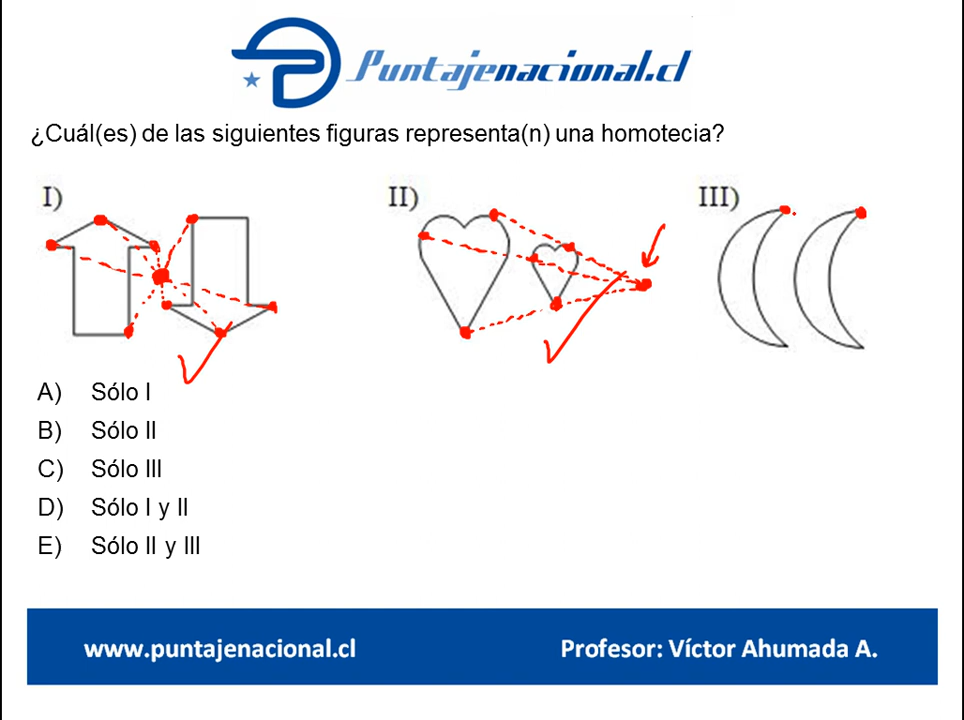 Puntajenacional.cl
¿Cuál(es) de las siguientes figuras representa(n) una homotecia?
I) II) III)
A) Sólo I
B) Sólo II
C) Sólo III
D) Sólo I y II
E) Sólo II y III
www.puntajenacional.cl Profesor: Víctor Ahumada A.